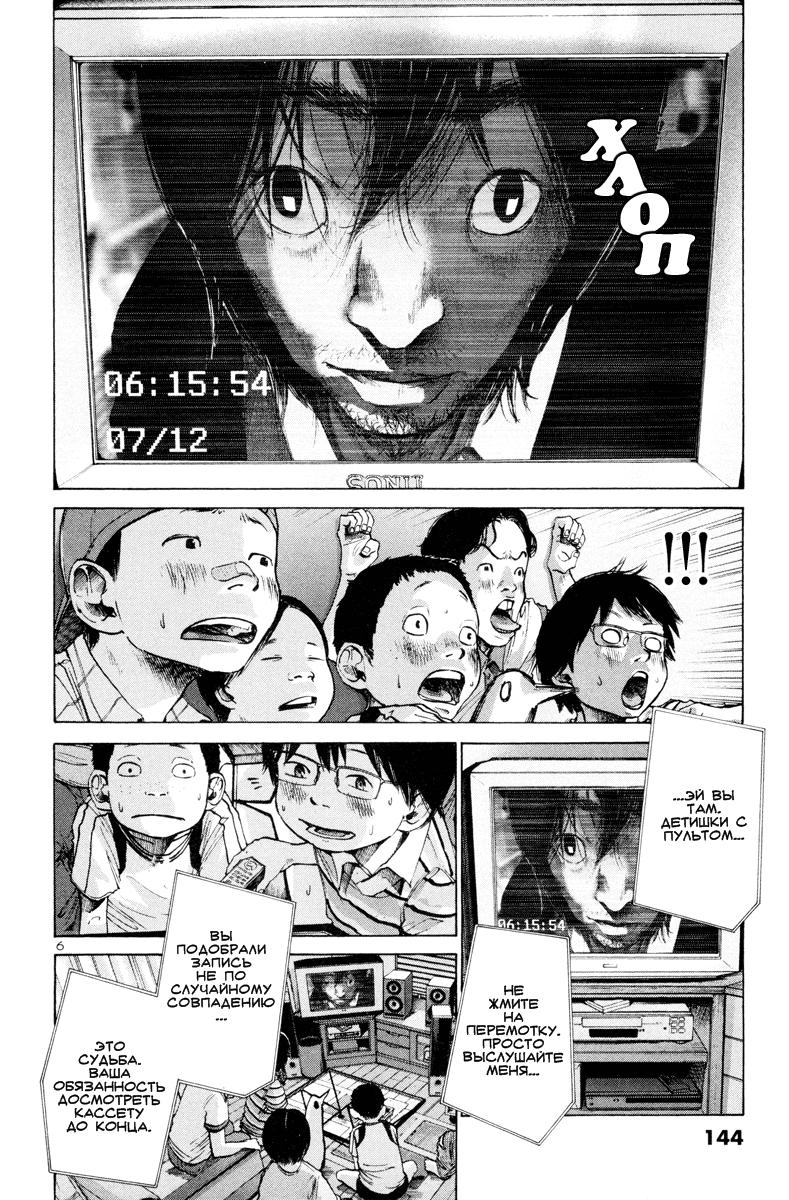 ХЛОП
06:15:54
07/12
SONU
!!!
...ЭЙ ВЫ
ТАМ.
ДЕТИШКИ С
ПУЛЬТОМ...
06:15:54
НЕ
ЖМИТЕ
НА
ПЕРЕМОТКУ.
ПРОСТО
ВЫСЛУШАЙТЕ
МЕНЯ...
6
ВЫ
ПОДОБРАЛИ
ЗАПИСЬ
НЕ ПО
СЛУЧАЙНОМУ
СОВПАДЕНИЮ
...
ЭТО
СУДЬБА.
ВАША
ОБЯЗАННОСТЬ
ДОСМОТРЕТЬ
КАССЕТУ
ДО КОНЦА.
144